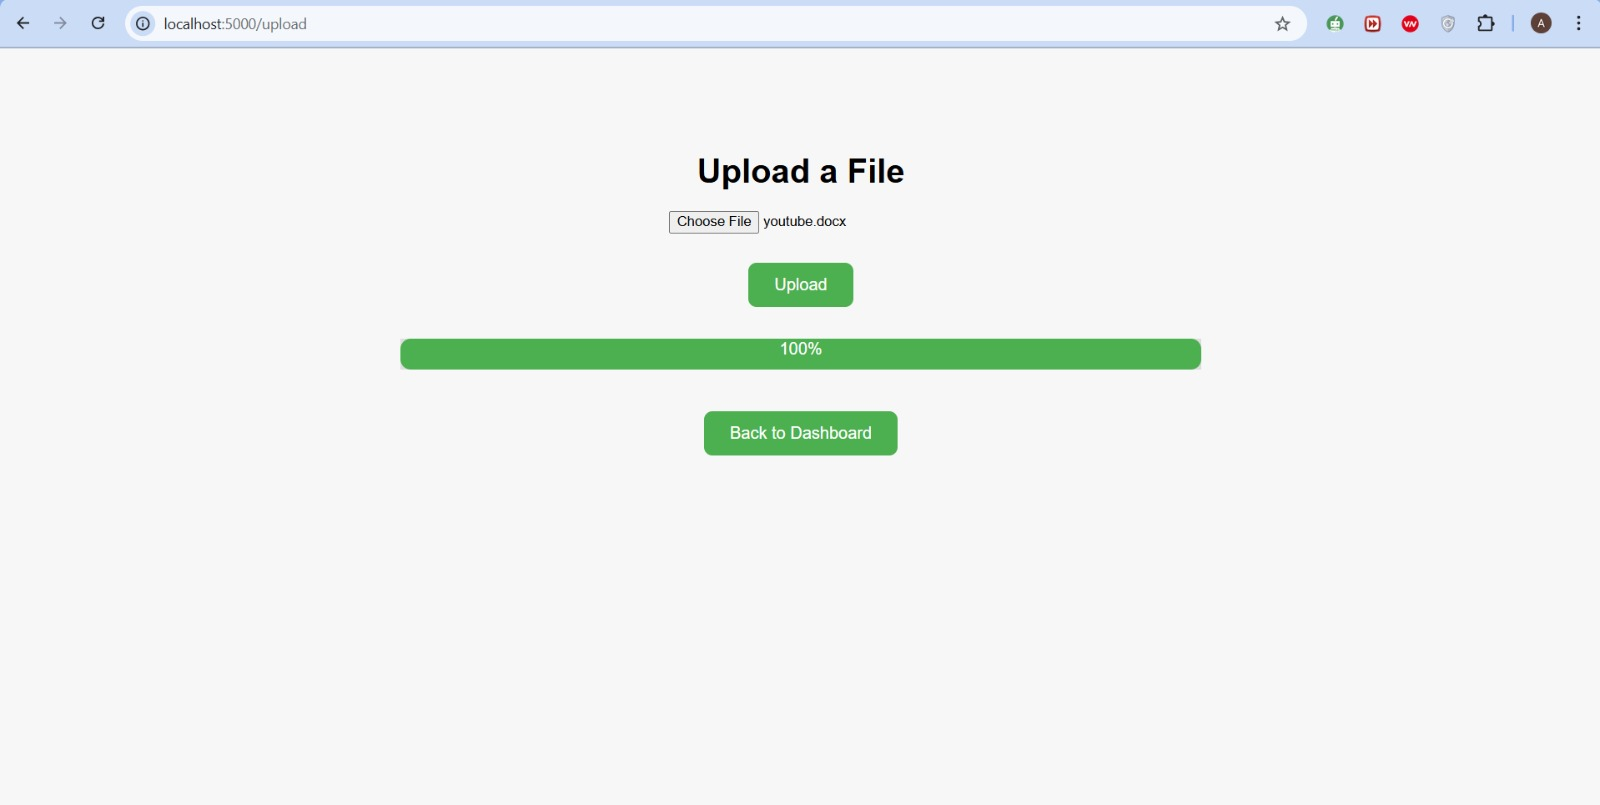 localhost:5000/upload
A
Upload a File
Choose File youtube.docx
Upload
100%
Back to Dashboard